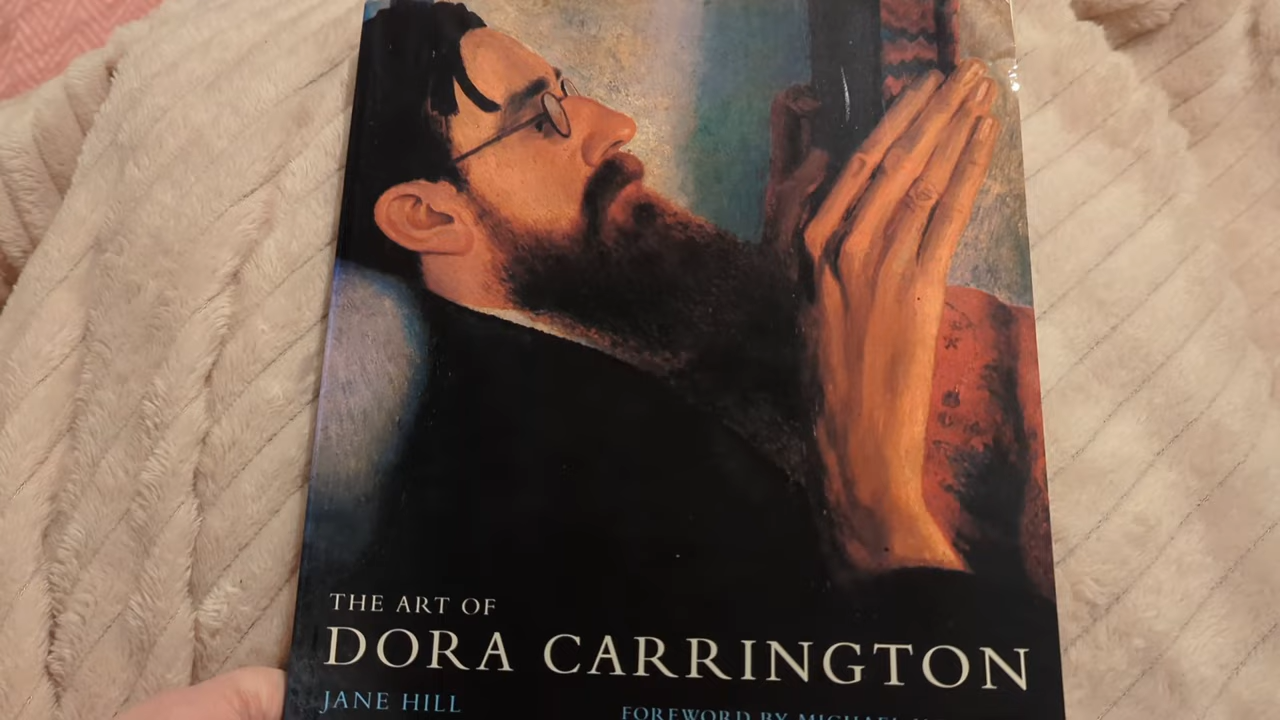 THE ART OF
DORA CARRINGTON
JANE HILL
FOREWORD BY MICHAEL